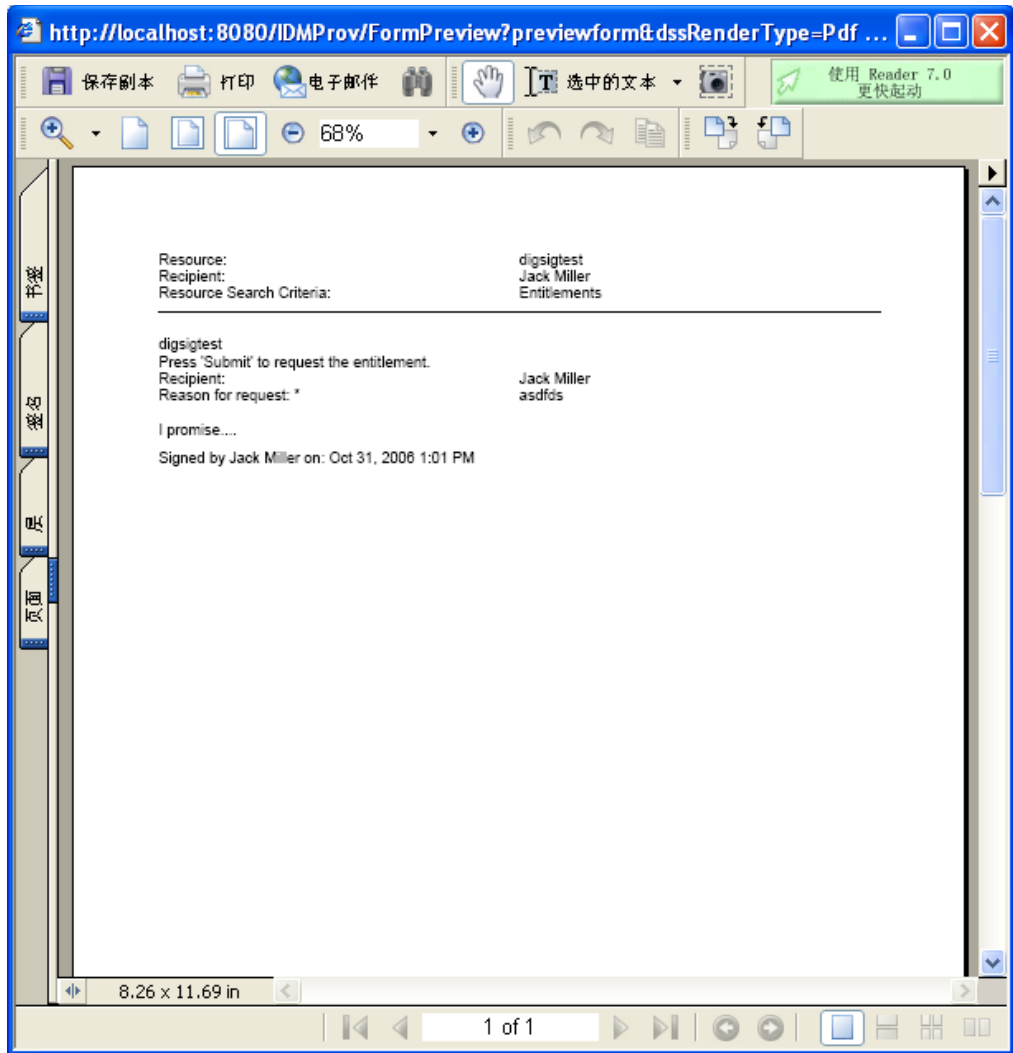 http://localhost:8080/IDMProv/FormPreview?previewform&dssRenderType=Pdf ...
保存副本 打印 电子邮件 选中的文本 使用 Reader 7.0
更快起动
68%
书签
签名
页
页面
Resource: digsigtest
Recipient: Jack Miller
Resource Search Criteria: Entitlements
digsigtest
Press 'Submit' to request the entitlement.
Recipient: Jack Miller
Reason for request: * asdfds
I promise....
Signed by Jack Miller on: Oct 31, 2006 1:01 PM
8.26 x 11.69 in
1 of 1